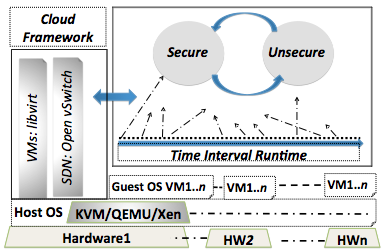 Cloud
Framework
VMs: libvirt
SDN: Open vSwitch
Secure
Unsecure
Time Interval Runtime
Guest OS VM1..n
VM1..n
VM1..n
Host OS
KVM/QEMU/Xen
Hardware1
HW2
HWn